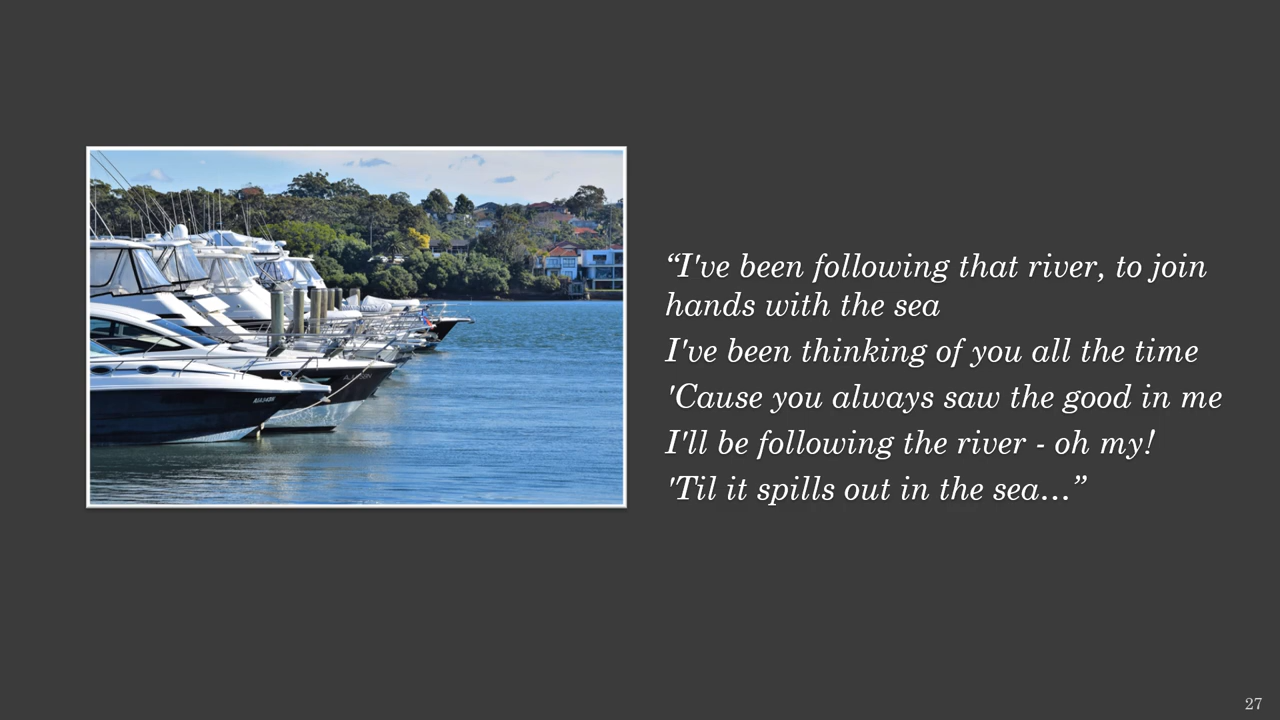 “I've been following that river, to join
hands with the sea
I've been thinking of you all the time
'Cause you always saw the good in me
I'll be following the river - oh my!
'Til it spills out in the sea…”
27